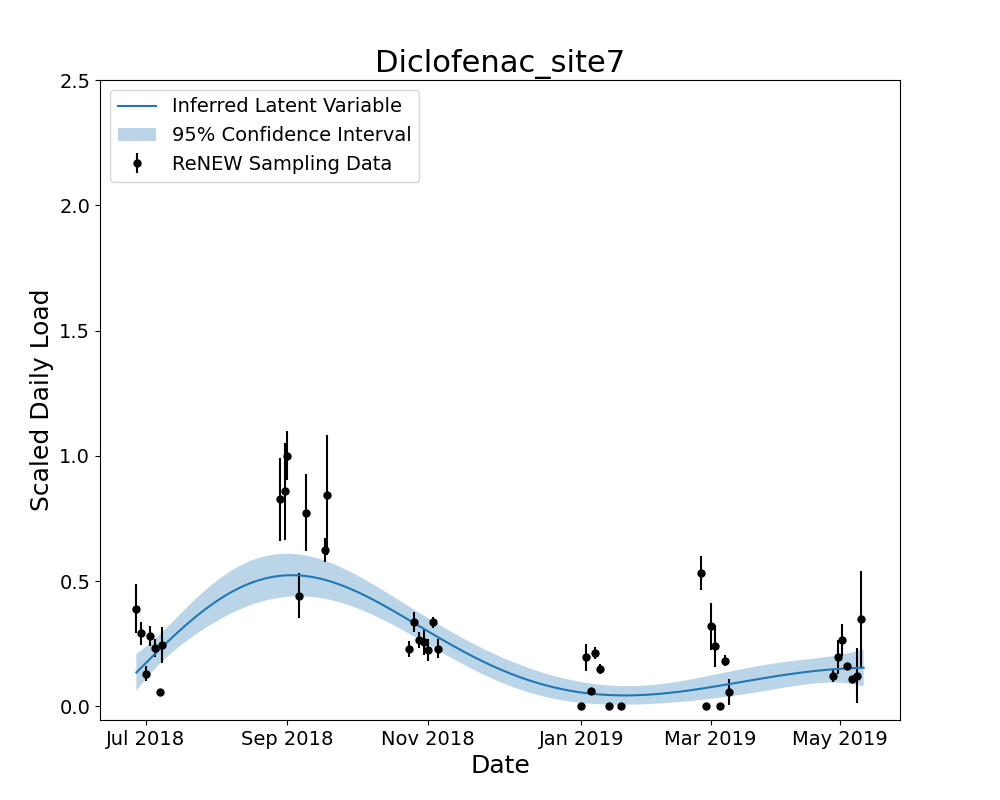 Diclofenac_site7
Inferred Latent Variable
95% Confidence Interval
ReNEW Sampling Data
Scaled Daily Load
2.5
2.0
1.5
1.0
0.5
0.0
Jul 2018 Sep 2018 Nov 2018 Jan 2019 Mar 2019 May 2019
Date